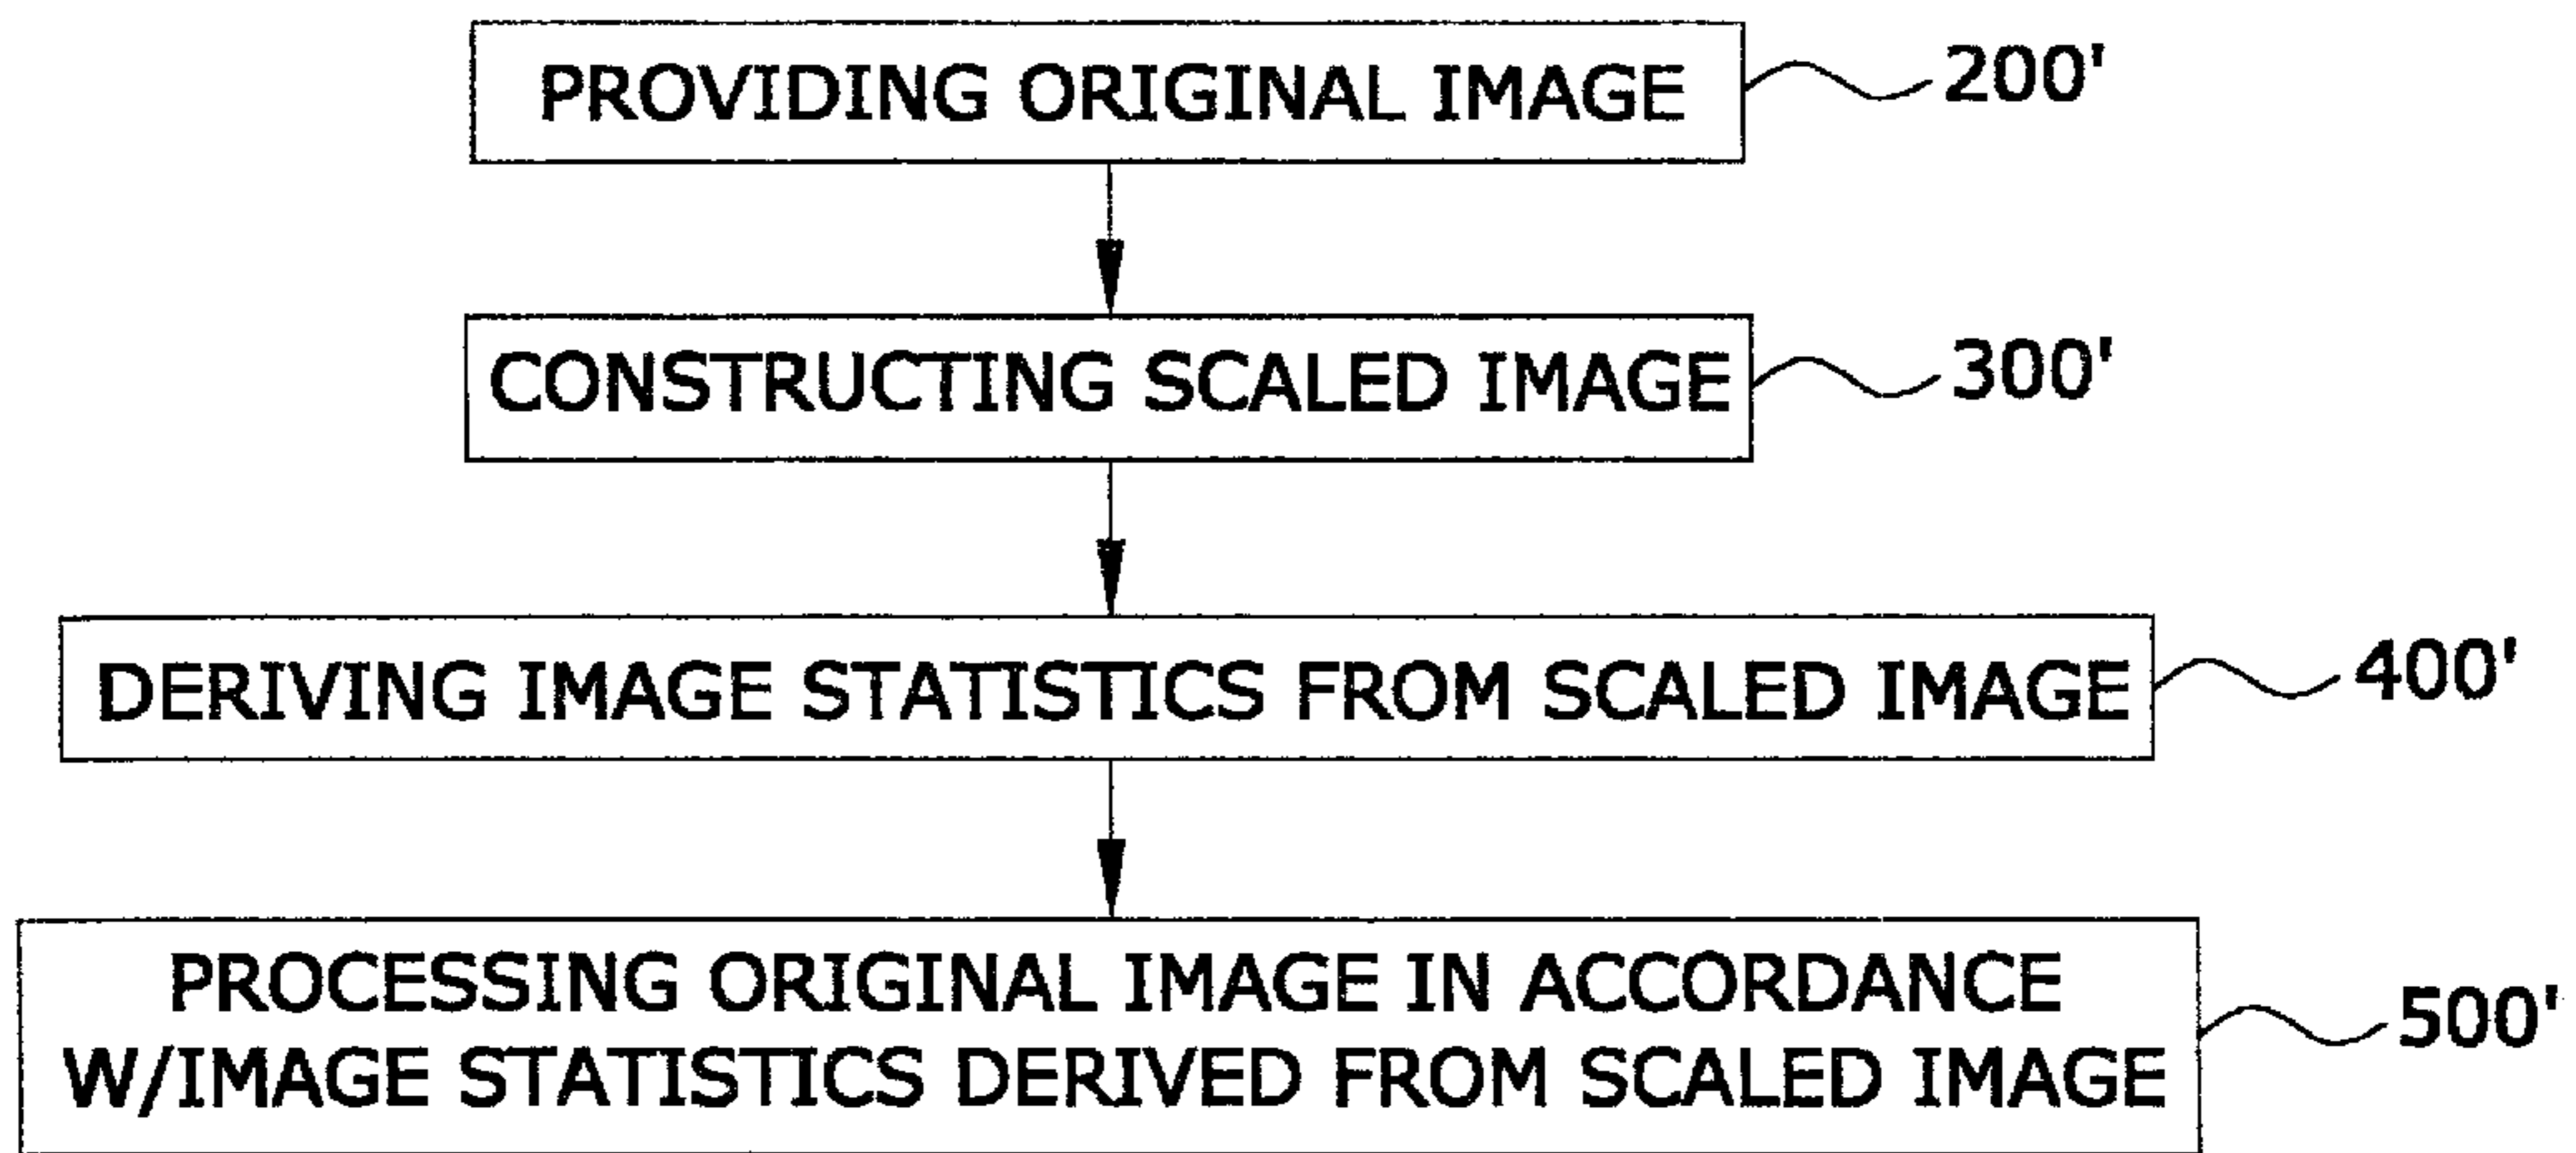 PROVIDING ORIGINAL IMAGE 200'
CONSTRUCTING SCALED IMAGE 300'
DERIVING IMAGE STATISTICS FROM SCALED IMAGE 400'
PROCESSING ORIGINAL IMAGE IN ACCORDANCE
W/IMAGE STATISTICS DERIVED FROM SCALED IMAGE
500'